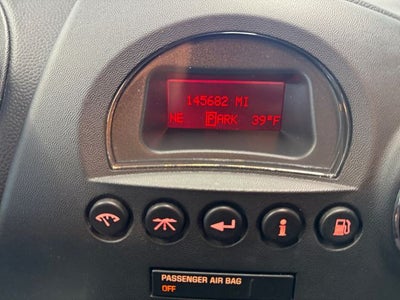 145682 MI
NE PARK 39°F
i
PASSENGER AIR BAG
OFF